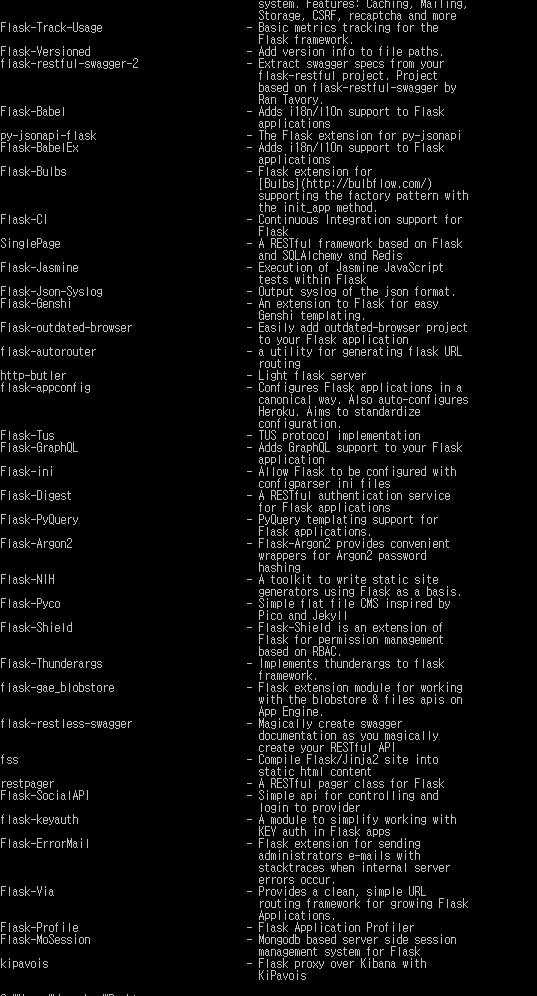 system. Features: Caching, Mailing,
Storage, CSRF, recaptcha and more
Flask-Track-Usage - Basic metrics tracking for the
Flask framework.
Flask-Versioned - Add version info to file paths.
flask-restful-swagger-2 - Extract swagger specs from your
flask-restful project. Project
based on flask-restful-swagger by
Ran Tavory.
Flask-Babel - Adds i18n/l10n support to Flask
applications
py-jsonapi-flask - The Flask extension for py-jsonapi
Flask-BabelEx - Adds i18n/l10n support to Flask
applications
Flask-Bulbs - Flask extension for
[Bulbs](http://bulbflow.com/)
supporting the factory pattern with
the init_app method.
Flask-CI - Continuous Integration support for
Flask
SinglePage - A RESTful framework based on Flask
and SQLAlchemy and Redis
Flask-Jasmine - Execution of Jasmine JavaScript
tests within Flask
Flask-Json-Syslog - Output syslog of the json format.
Flask-Genshi - An extension to Flask for easy
Genshi templating.
Flask-outdated-browser - Easily add outdated-browser project
to your Flask application
flask-autorouter - a utility for generating flask URL
routing
http-butler - Light flask server
flask-appconfig - Configures Flask applications in a
canonical way. Also auto-configures
Heroku. Aims to standardize
configuration.
Flask-Tus - TUS protocol implementation
Flask-GraphQL - Adds GraphQL support to your Flask
application
Flask-ini - Allow Flask to be configured with
configparser ini files
Flask-Digest - A RESTful authentication service
for Flask applications
Flask-PyQuery - PyQuery templating support for
Flask applications.
Flask-Argon2 - Flask-Argon2 provides convenient
wrappers for Argon2 password
hashing
Flask-NIH - A toolkit to write static site
generators using Flask as a basis.
Flask-Pyco - Simple flat file CMS inspired by
Pico and Jekyll
Flask-Shield - Flask-Shield is an extension of
Flask for permission management
based on RBAC.
Flask-Thunderargs - Implements thunderargs to flask
framework.
flask-gae_blobstore - Flask extension module for working
with the blobstore & files apis on
App Engine.
flask-restless-swagger - Magically create swagger
documentation as you magically
create your RESTful API
fss - Compile Flask/Jinja2 site into
static html content
restpager - A RESTful pager class for Flask
Flask-SocialAPI - Simple api for controlling and
login to provider
flask-keyauth - A module to simplify working with
KEY auth in Flask apps
Flask-ErrorMail - Flask extension for sending
administrators e-mails with
stacktraces when internal server
errors occur.
Flask-Via - Provides a clean, simple URL
routing framework for growing Flask
Applications.
Flask-Profile - Flask Application Profiler
Flask-MoSession - Mongodb based server side session
management system for Flask
kipavois - Flask proxy over Kibana with
KiPavois